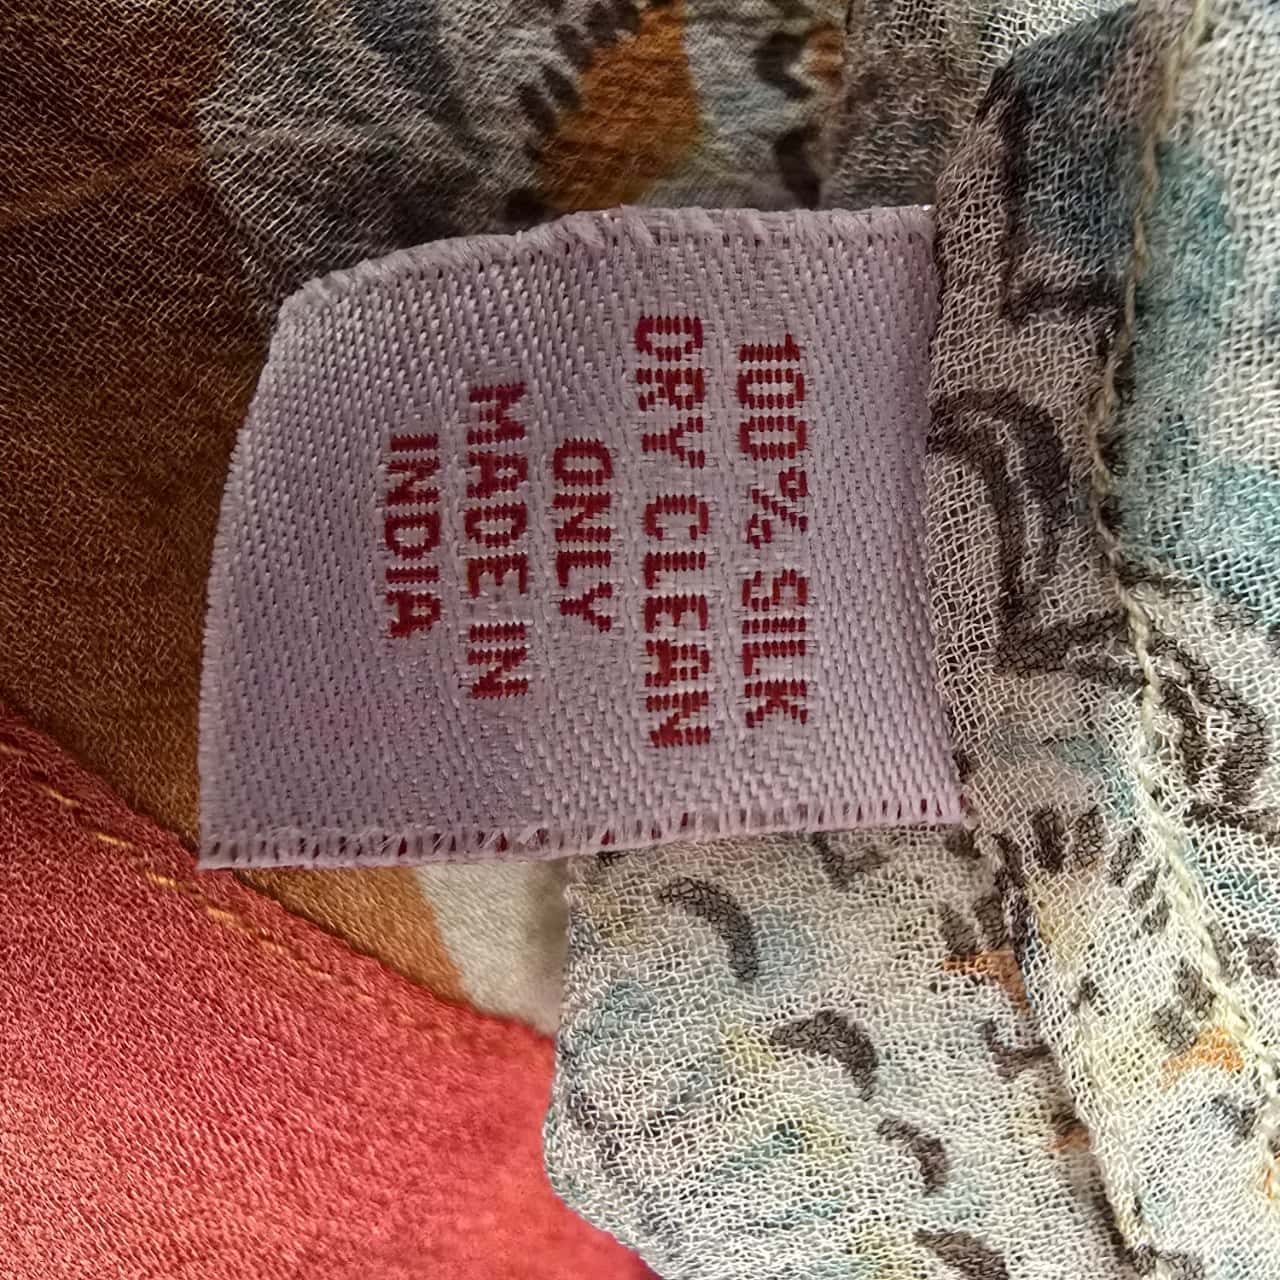 100% SILK
DRY CLEAN
ONLY
MADE IN
INDIA